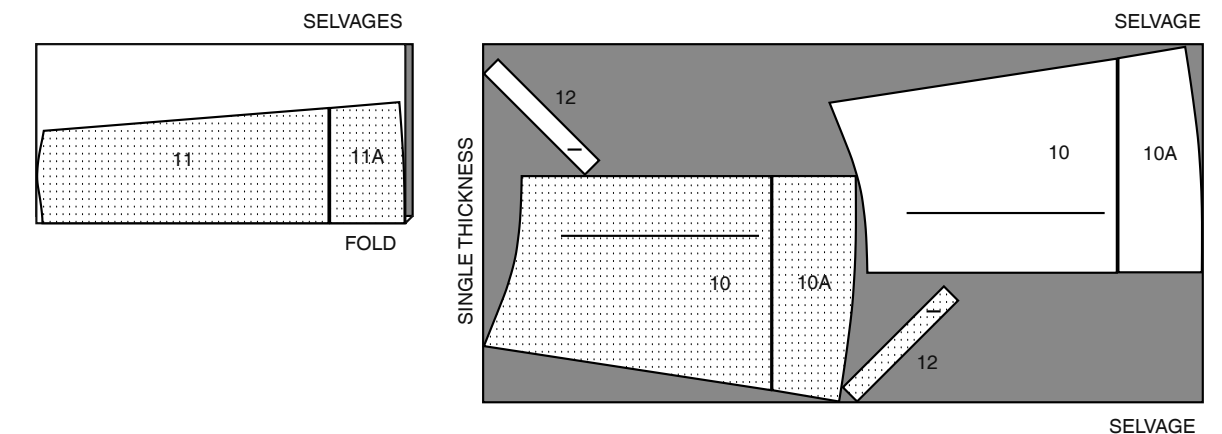 SELVAGES
11
11A
FOLD
SELVAGE
12
SINGLE THICKNESS
10
10A
10
10A
12
SELVAGE